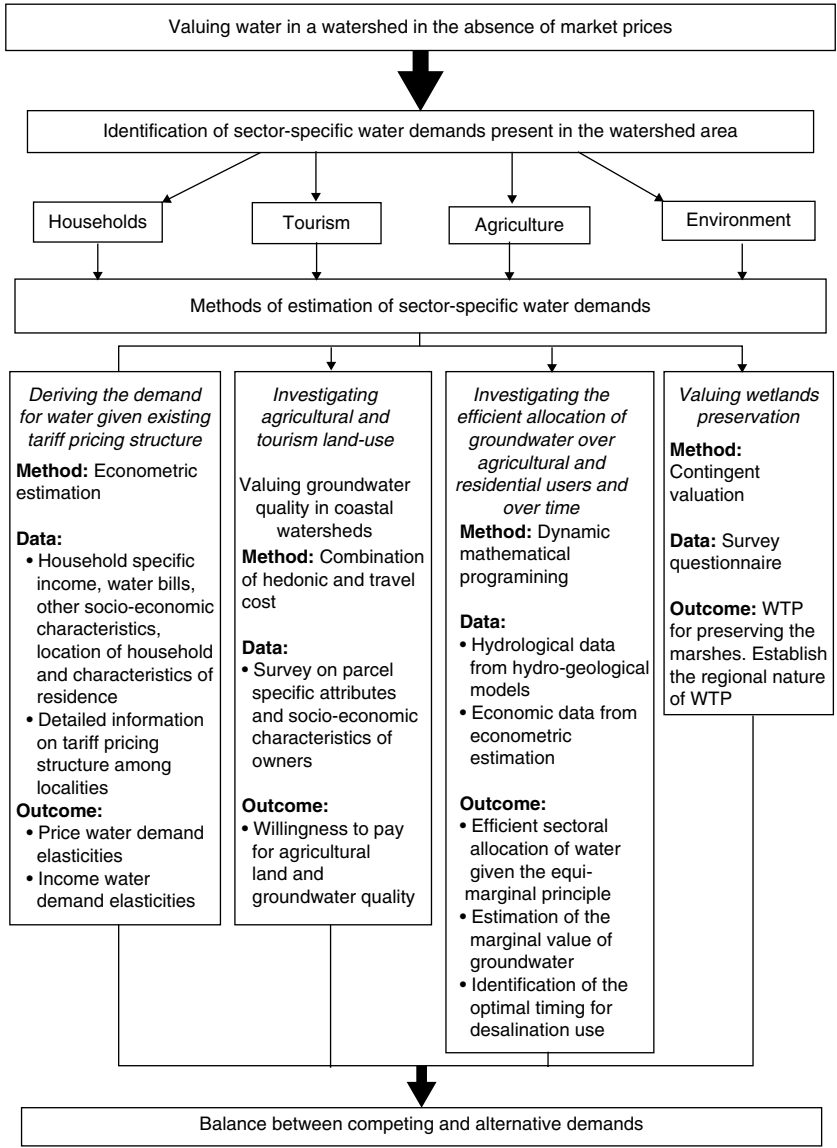 Valuing water in a watershed in the absence of market prices
Identification of sector-specific water demands present in the watershed area
Households
Tourism
Agriculture
Environment
Methods of estimation of sector-specific water demands
Deriving the demand
for water given existing
tariff pricing structure
Method: Econometric
estimation
Data:
• Household specific
income, water bills,
other socio-economic
characteristics,
location of household
and characteristics of
residence
• Detailed information
on tariff pricing
structure among
localities
Outcome:
• Price water demand
elasticities
• Income water
demand elasticities
Investigating
agricultural and
tourism land-use
Valuing groundwater
quality in coastal
watersheds
Method: Combination
of hedonic and travel
cost
Data:
• Survey on parcel
specific attributes
and socio-economic
characteristics of
owners
Outcome:
• Willingness to pay
for agricultural
land and
groundwater quality
Investigating the
efficient allocation of
groundwater over
agricultural and
residential users and
over time
Method: Dynamic
mathematical
programining
Data:
• Hydrological data
from hydro-geological
models
• Economic data from
econometric
estimation
Outcome:
• Efficient sectoral
allocation of water
given the equi-
marginal principle
• Estimation of the
marginal value of
groundwater
• Identification of the
optimal timing for
desalination use
Valuing wetlands
preservation
Method:
Contingent
valuation
Data: Survey
questionnaire
Outcome: WTP
for preserving the
marshes. Establish
the regional nature
of WTP
Balance between competing and alternative demands